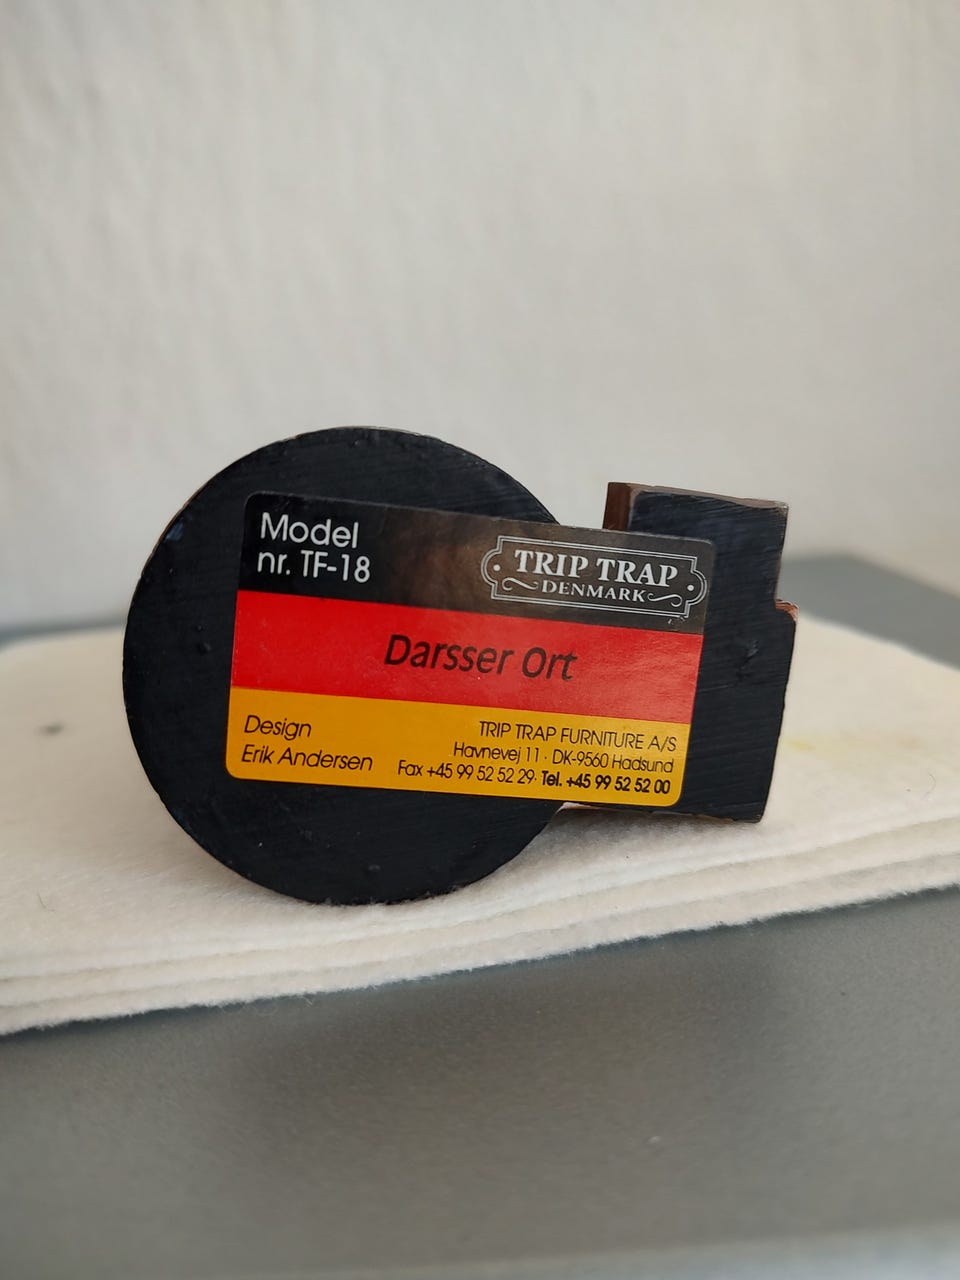 Model
nr. TF-18
TRIP TRAP
DENMARK
Darsser Ort
Design
Erik Andersen
TRIP TRAP FURNITURE A/S
Havnevej 11 · DK-9560 Hadsund
Fax +45 99 52 52 29 · Tel. +45 99 52 52 00